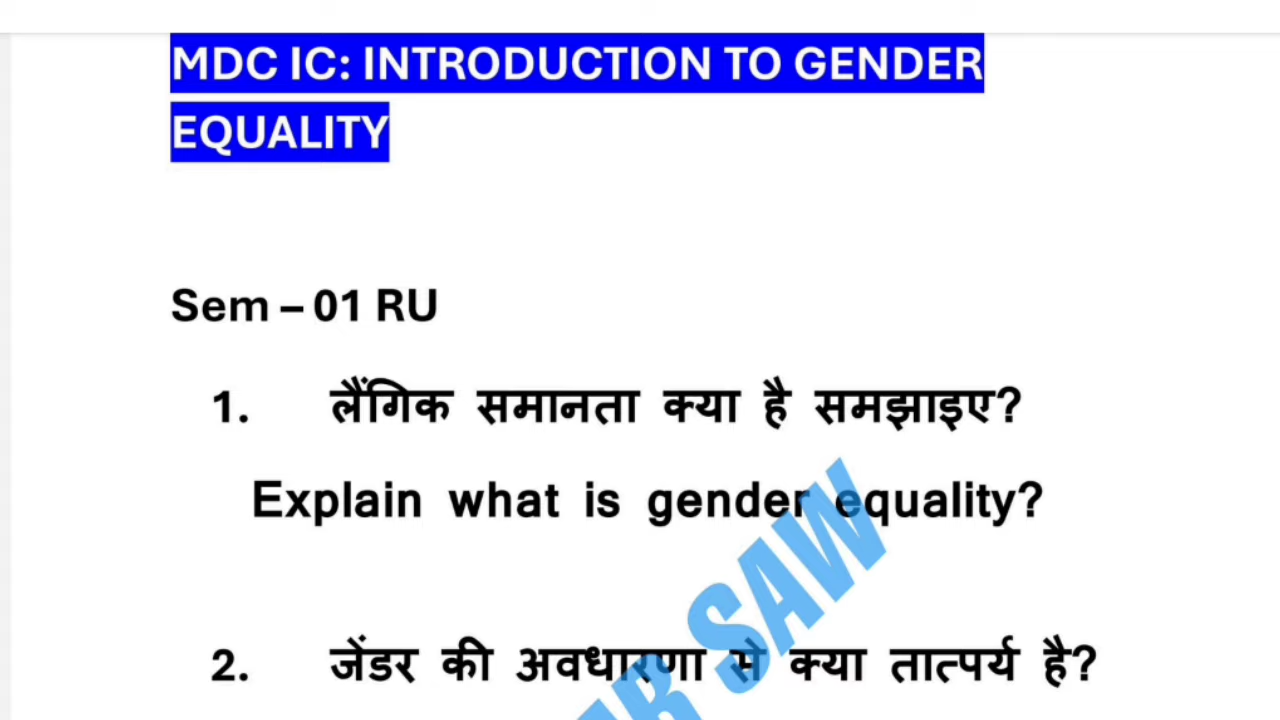 MDC IC: INTRODUCTION TO GENDER
EQUALITY
Sem – 01 RU
1. लैंगिक समानता क्या है समझाइए?
Explain what is gender equality?
2. जेंडर की अवधारणा से क्या तात्पर्य है?
SAW